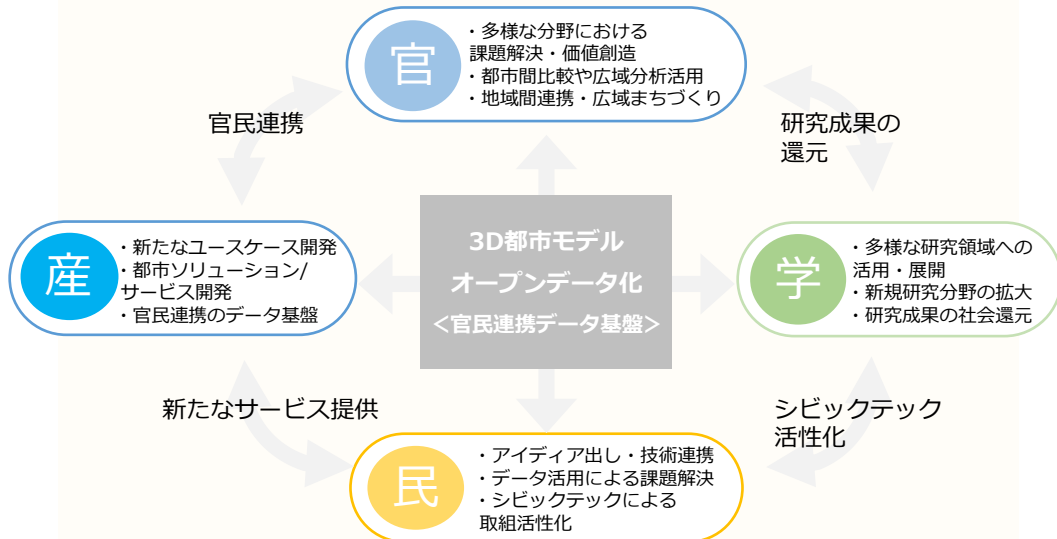 官
・多様な分野における
課題解決・価値創造
・都市間比較や広域分析活用
・地域間連携・広域まちづくり
官民連携
研究成果の
還元
産
・新たなユースケース開発
・都市ソリューション/
サービス開発
・官民連携のデータ基盤
3D都市モデル
オープンデータ化
<官民連携データ基盤>
学
・多様な研究領域への
活用・展開
・新規研究分野の拡大
・研究成果の社会還元
新たなサービス提供
シビックテック
活性化
民
・アイディア出し・技術連携
・データ活用による課題解決
・シビックテックによる
取組活性化